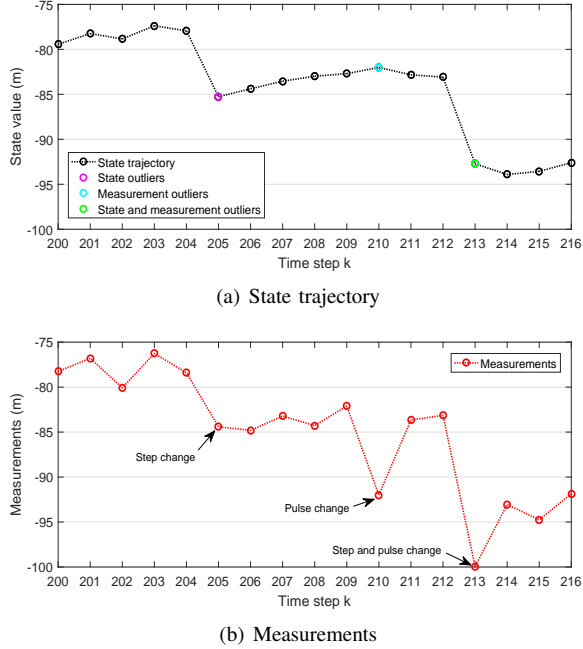 -75
-80
-85
-90
-95
-100
State value (m)
State trajectory
State outliers
Measurement outliers
State and measurement outliers
200 201 202 203 204 205 206 207 208 209 210 211 212 213 214 215 216
Time step k
(a) State trajectory
-75
-80
-85
-90
-95
-100
Measurements (m)
Measurements
Step change
Pulse change
Step and pulse change
200 201 202 203 204 205 206 207 208 209 210 211 212 213 214 215 216
Time step k
(b) Measurements